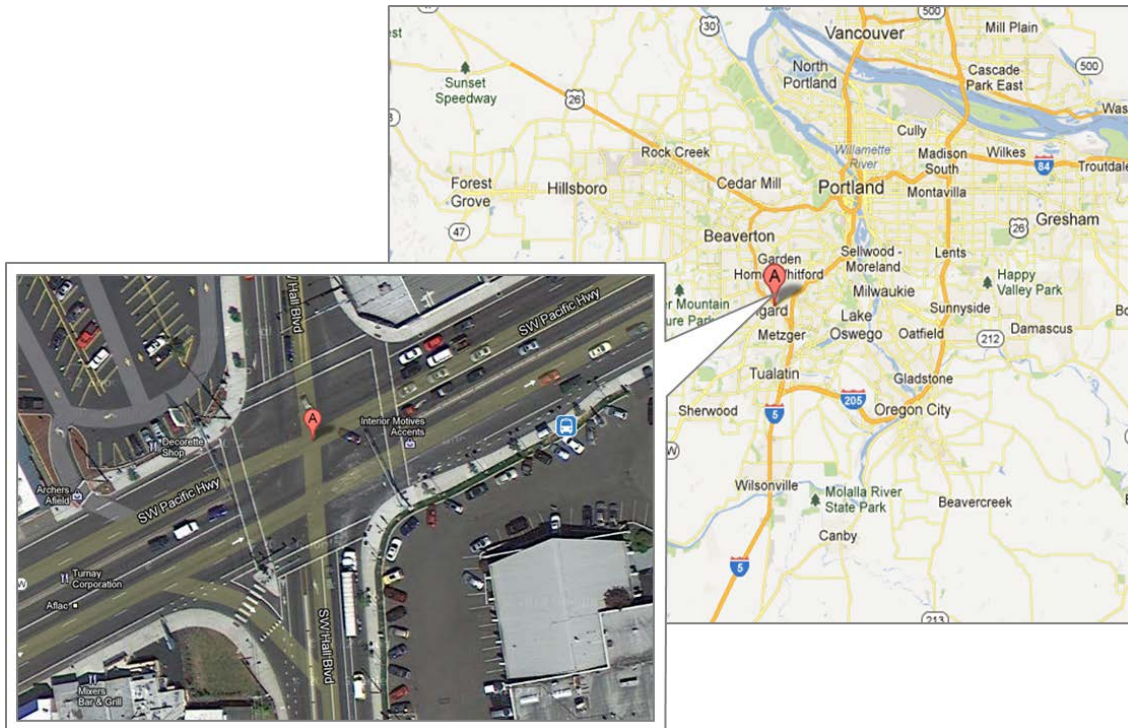 30
Vancouver
500
Mill Plain
Sunset
Speedway
26
North
Portland
Cascade
Park East
500
Cully
Rock Creek
Willamette
River
Madison
South
Wilkes
84
Troutdale
Cedar Mill
Portland
Montavilla
Forest
Grove
Hillsboro
Gresham
26
47
Beaverton
Garden
Sellwood -
Moreland
Lents
A
Milwaukie
Happy
Valley Park
Sunnyside
Metzger
Lake
Oswego
Oatfield
212
Damascus
Tualatin
Gladstone
205
Sherwood
5
Oregon City
Wilsonville
Molalla River
State Park
Beavercreek
Canby
5
213
SW Hall Blvd
SW Pacific Hwy
A
Interior Motives
Accents
Decorette
Shop
Archers
Afield
SW Pacific Hwy
Turnay
Corporation
Aflac
SW Hall Blvd
Mixers
Bar & Grill